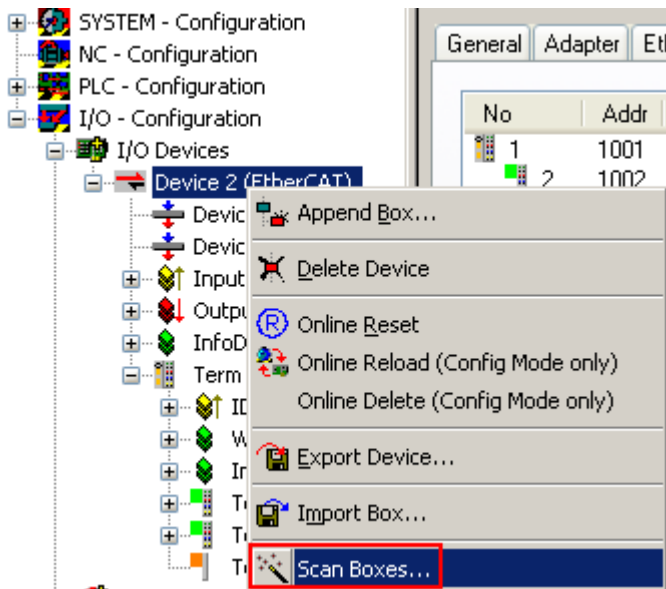 SYSTEM - Configuration
NC - Configuration
PLC - Configuration
I/O - Configuration
I/O Devices
Device 2 (EtherCAT)
Devic
Devic
Input
Outpu
InfoD
Term
General Adapter Eth
No Addr
1 1001
2 1002
Append Box...
Delete Device
Online Reset
Online Reload (Config Mode only)
Online Delete (Config Mode only)
Export Device...
Import Box...
Scan Boxes...